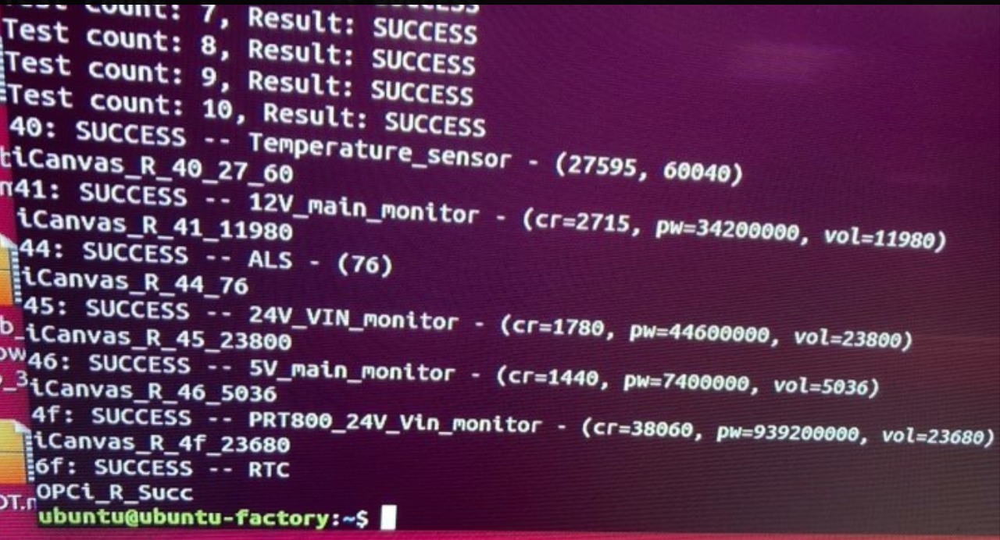 Test count: 7, Result: SUCCESS
Test count: 8, Result: SUCCESS
Test count: 9, Result: SUCCESS
Test count: 10, Result: SUCCESS
40: SUCCESS -- Temperature_sensor - (27595, 60040)
iCanvas_R_40_27_60
41: SUCCESS -- 12V_main_monitor - (cr=2715, pw=34200000, vol=11980)
iCanvas_R_41_11980
44: SUCCESS -- ALS - (76)
iCanvas_R_44_76
45: SUCCESS -- 24V_VIN_monitor - (cr=1780, pw=44600000, vol=23800)
iCanvas_R_45_23800
46: SUCCESS -- 5V_main_monitor - (cr=1440, pw=7400000, vol=5036)
iCanvas_R_46_5036
4f: SUCCESS -- PRT800_24V_Vin_monitor - (cr=38060, pw=939200000, vol=23680)
iCanvas_R_4f_23680
6f: SUCCESS -- RTC
OPCi_R_Succ
ubuntu@ubuntu-factory:~$